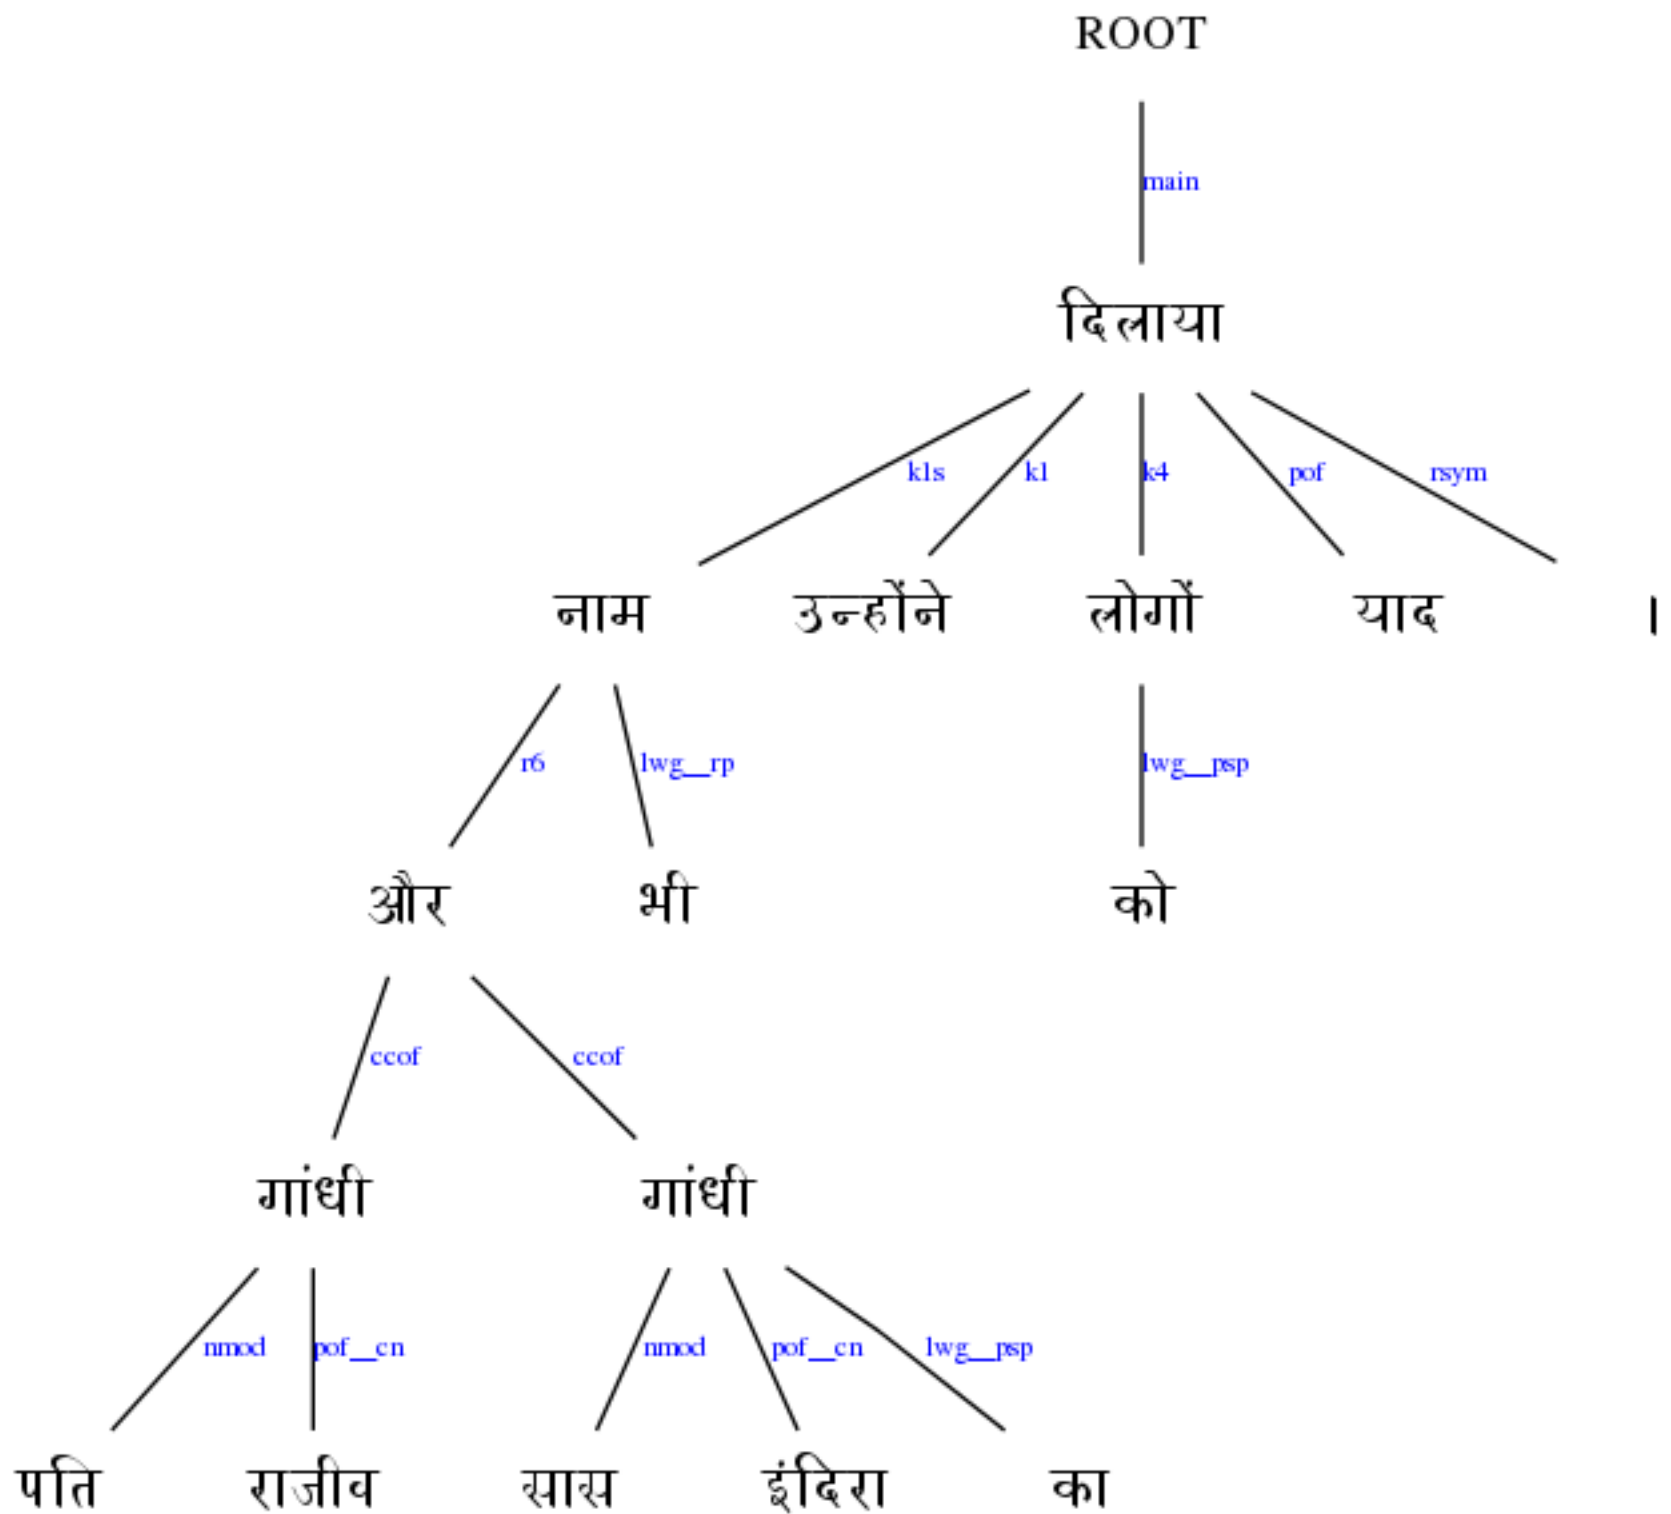 ROOT
main
दिलाया
k1s k1 k4 pof rsym
नाम उन्होंने लोगों याद ।
r6 lwg__rp lwg__psp
और भी को
ccof ccof
गांधी गांधी
nmod pof__cn nmod pof__cn lwg__psp
पति राजीव सास इंदिरा का